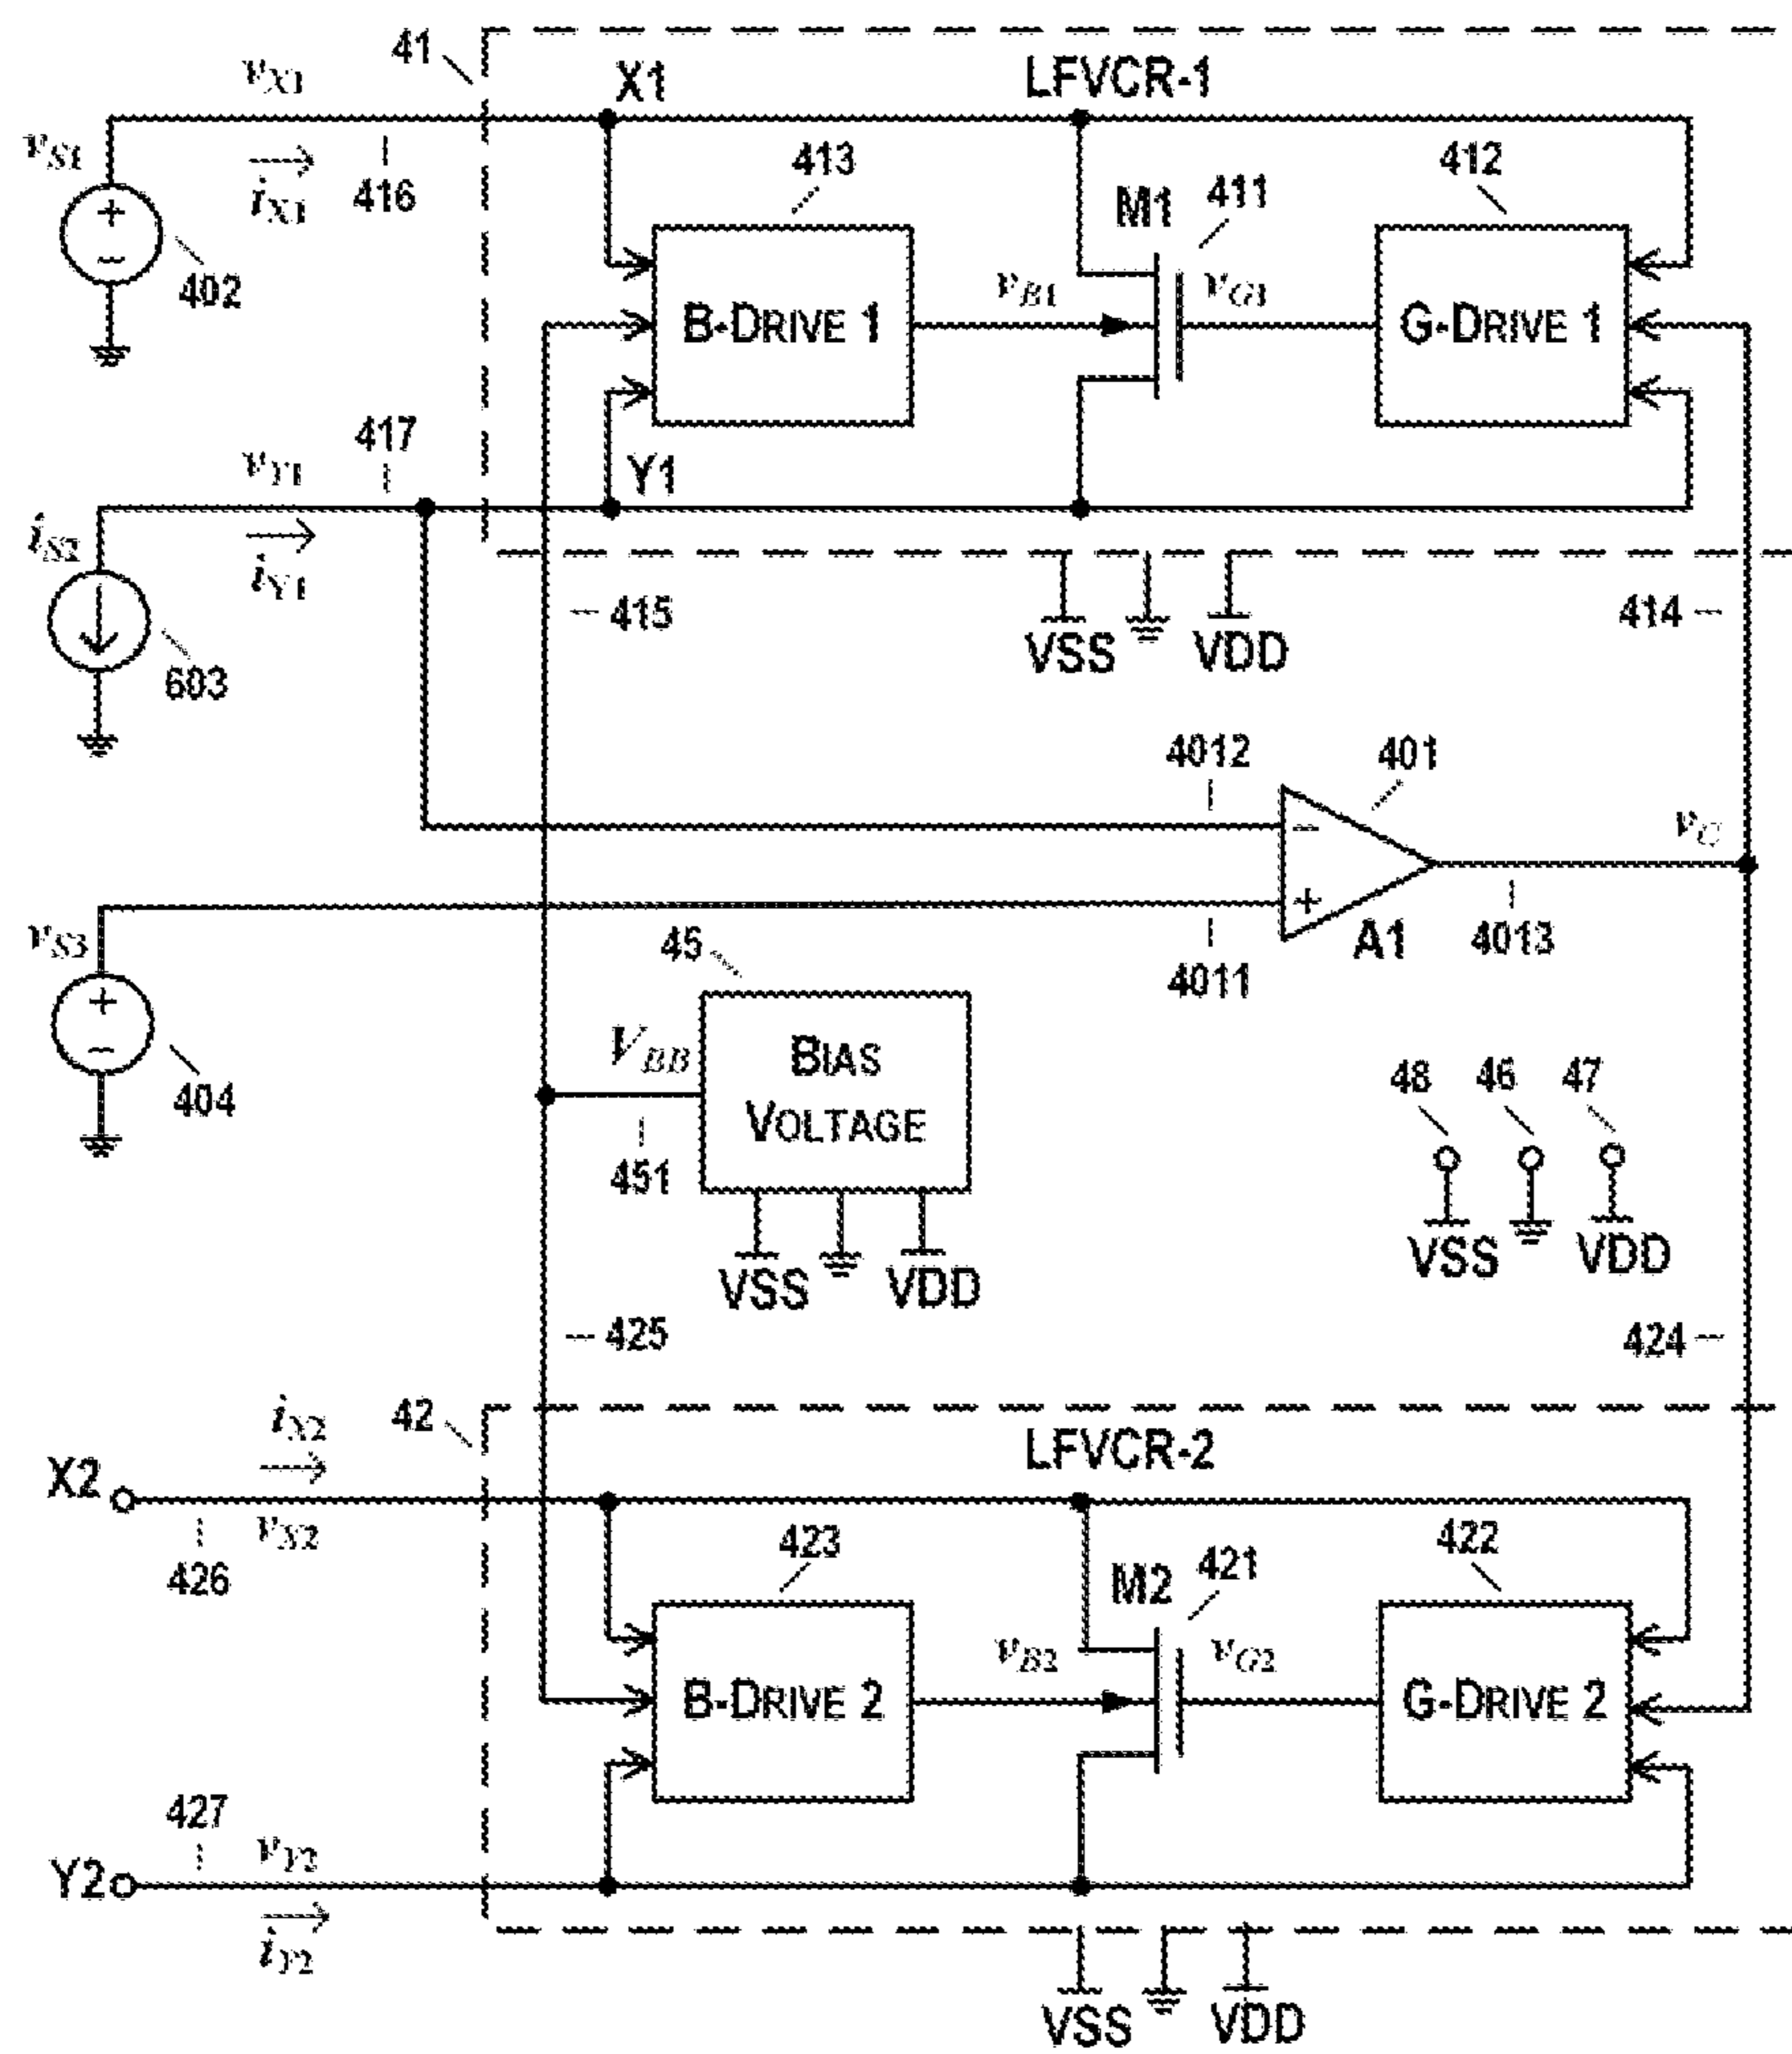 41
LFVCR-1
vX1
X1
vS1
413
412
iX1
416
M1
411
402
vB1
vG1
B-DRIVE 1
G-DRIVE 1
417
vY1
Y1
iS2
iY1
415
414
VSS
VDD
603
4012
401
vC
vS3
45
A1
4013
4011
VBB
BIAS
VOLTAGE
48
46
47
404
451
VSS
VDD
VSS
VDD
425
424
42
iX2
LFVCR-2
X2
vX2
423
422
426
M2
421
vB2
vG2
B-DRIVE 2
G-DRIVE 2
427
vY2
Y2
iY2
VSS
VDD